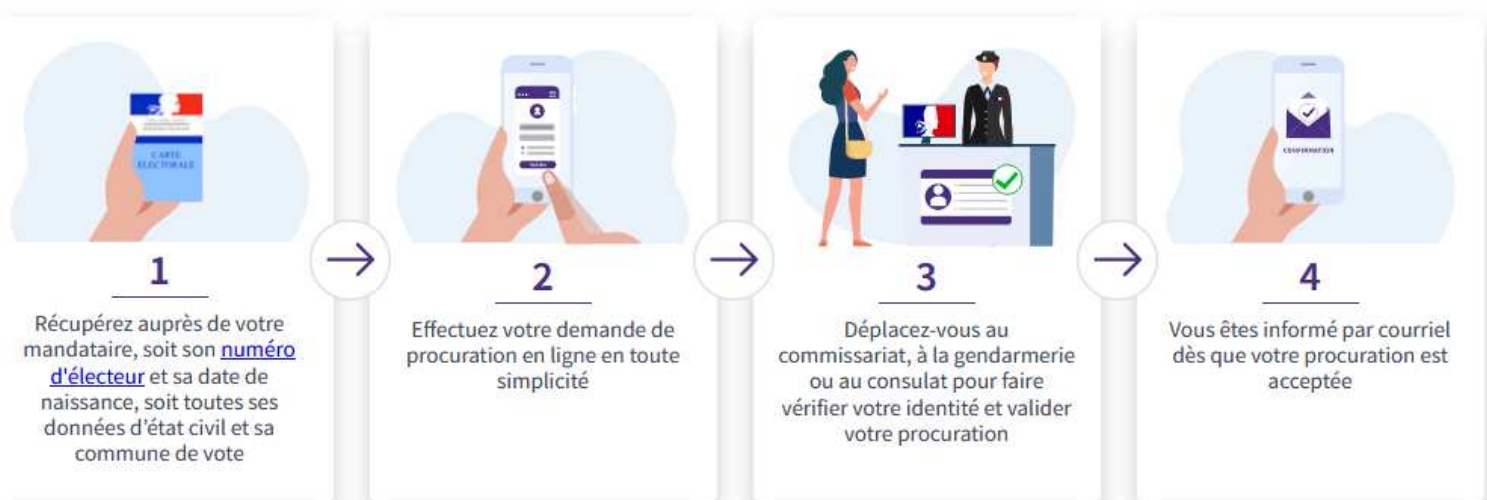 CARTE
ELECTORALE
1
Récupérez auprès de votre
mandataire, soit son numéro
d'électeur et sa date de
naissance, soit toutes ses
données d’état civil et sa
commune de vote
2
Effectuez votre demande de
procuration en ligne en toute
simplicité
3
Déplacez-vous au
commissariat, à la gendarmerie
ou au consulat pour faire
vérifier votre identité et valider
votre procuration
CONFIRMATION
4
Vous êtes informé par courriel
dès que votre procuration est
acceptée